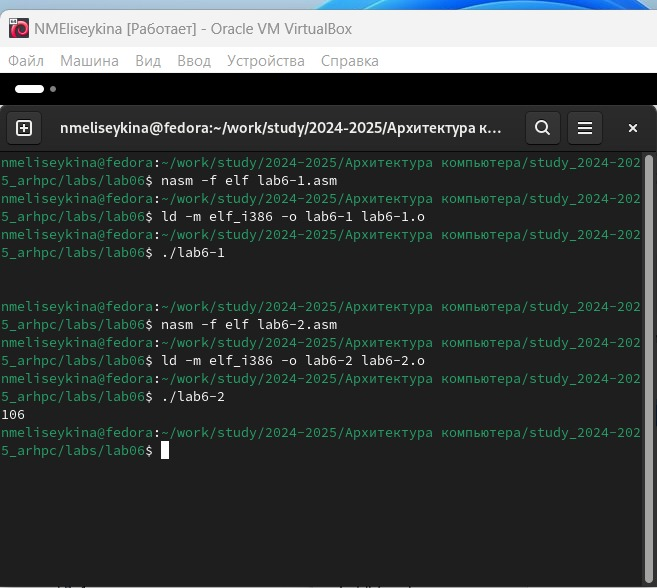 NMEliseykina [Работает] - Oracle VM VirtualBox
Файл Машина Вид Ввод Устройства Справка
nmeliseykina@fedora:~/work/study/2024-2025/Архитектура к...
nmeliseykina@fedora:~/work/study/2024-2025/Архитектура компьютера/study_2024-202
5_arhpc/labs/lab06$ nasm -f elf lab6-1.asm
nmeliseykina@fedora:~/work/study/2024-2025/Архитектура компьютера/study_2024-202
5_arhpc/labs/lab06$ ld -m elf_i386 -o lab6-1 lab6-1.o
nmeliseykina@fedora:~/work/study/2024-2025/Архитектура компьютера/study_2024-202
5_arhpc/labs/lab06$ ./lab6-1
nmeliseykina@fedora:~/work/study/2024-2025/Архитектура компьютера/study_2024-202
5_arhpc/labs/lab06$ nasm -f elf lab6-2.asm
nmeliseykina@fedora:~/work/study/2024-2025/Архитектура компьютера/study_2024-202
5_arhpc/labs/lab06$ ld -m elf_i386 -o lab6-2 lab6-2.o
nmeliseykina@fedora:~/work/study/2024-2025/Архитектура компьютера/study_2024-202
5_arhpc/labs/lab06$ ./lab6-2
106
nmeliseykina@fedora:~/work/study/2024-2025/Архитектура компьютера/study_2024-202
5_arhpc/labs/lab06$